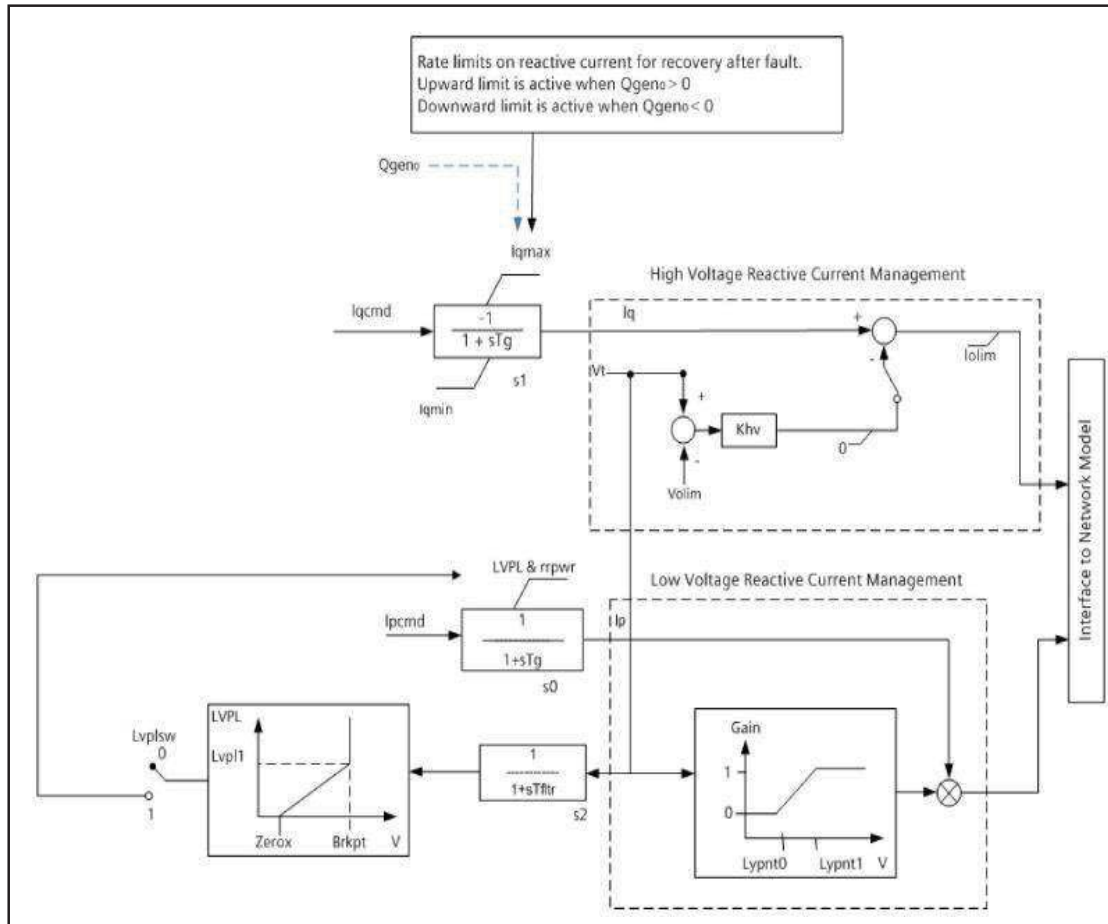 Rate limits on reactive current for recovery after fault.
Upward limit is active when Qgen0 > 0
Downward limit is active when Qgen0 < 0
Qgen0
Iqmax
High Voltage Reactive Current Management
Iqcmd
-1
1 + sTg
s1
Iqmin
Iq
+
-
Iolim
Vt
+
Khv
0
-
Volim
Interface to Network Model
LVPL & rrpwr
Low Voltage Reactive Current Management
Ipcmd
1
1+sTg
s0
Ip
Lvplsw
0
1
LVPL
Lvpl1
Zerox
Brkpt
V
1
1+sTfltr
s2
Gain
1
0
Lypnt0
Lypnt1
V